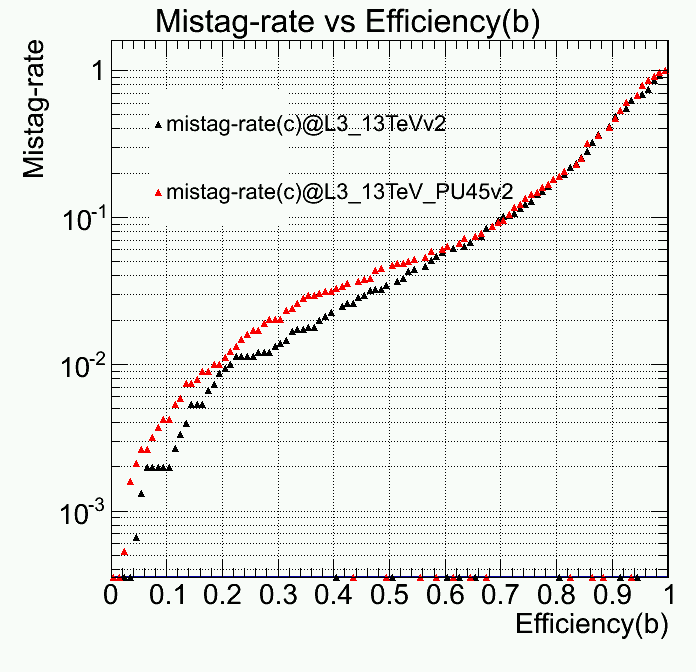 Mistag-rate vs Efficiency(b)
Mistag-rate
1
mistag-rate(c)@L3_13TeVv2
mistag-rate(c)@L3_13TeV_PU45v2
10^-1
10^-2
10^-3
0 0.1 0.2 0.3 0.4 0.5 0.6 0.7 0.8 0.9 1
Efficiency(b)